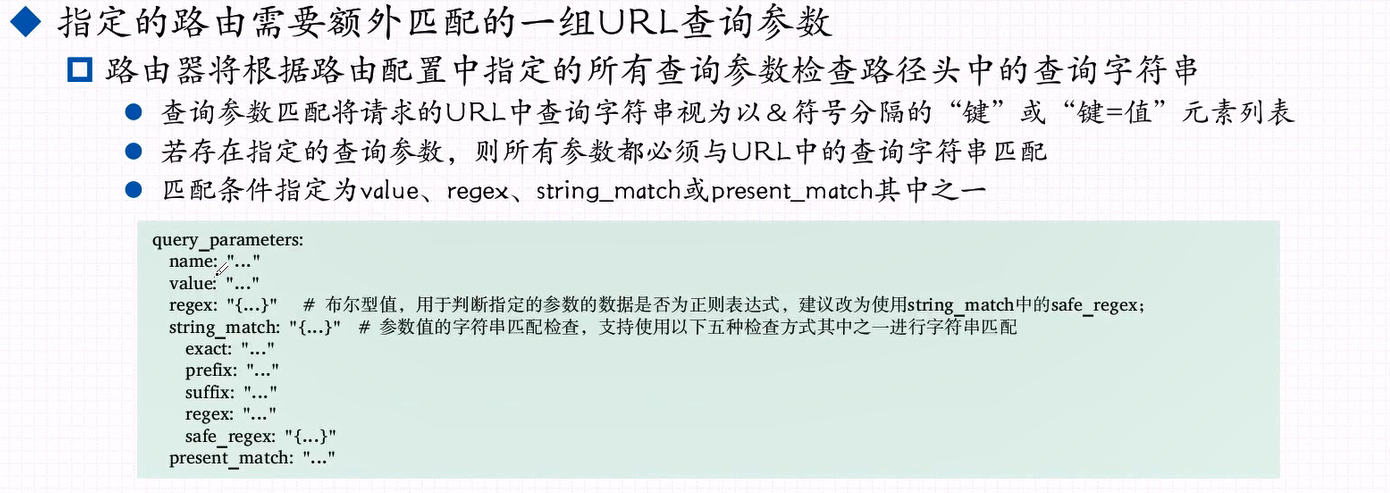 指定的路由需要额外匹配的一组URL查询参数
路由器将根据路由配置中指定的所有查询参数检查路径头中的查询字符串
查询参数匹配将请求的URL中查询字符串视为以&符号分隔的“键”或“键=值”元素列表
若存在指定的查询参数，则所有参数都必须与URL中的查询字符串匹配
匹配条件指定为value、regex、string_match或present_match其中之一
query_parameters:
name: "..."
value: "..."
regex: "{...}" # 布尔型值，用于判断指定的参数的数据是否为正则表达式，建议改为使用string_match中的safe_regex;
string_match: "{...}" # 参数值的字符串匹配检查，支持使用以下五种检查方式其中之一进行字符串匹配
exact: "..."
prefix: "..."
suffix: "..."
regex: "..."
safe_regex: "{...}"
present_match: "..."